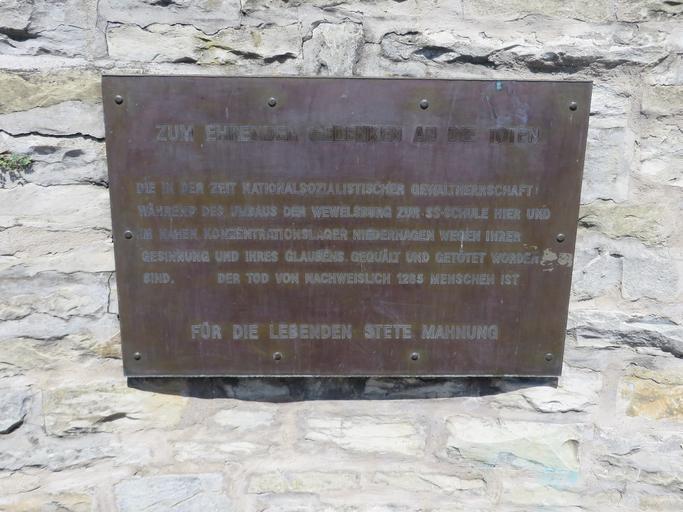 ZUM EHRENDEN GEDENKEN AN DIE TOTEN
DIE IN DER ZEIT NATIONALSOZIALISTISCHER GEWALTHERRSCHAFT
WÄHREND DES UMBAUS DER WEWELSBURG ZUR SS-SCHULE HIER UND
IM NAHEN KONZENTRATIONSLAGER NIEDERHAGEN WEGEN IHRER
GESINNUNG UND IHRES GLAUBENS GEQUÄLT UND GETÖTET WORDEN
SIND. DER TOD VON NACHWEISLICH 1285 MENSCHEN IST
FÜR DIE LEBENDEN STETE MAHNUNG